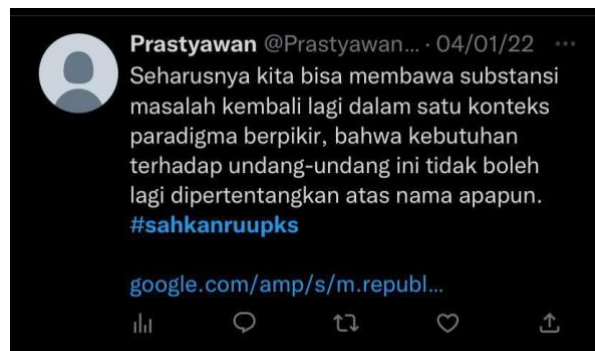 Prastyawan @Prastyawan... · 04/01/22 ...
Seharusnya kita bisa membawa substansi
masalah kembali lagi dalam satu konteks
paradigma berpikir, bahwa kebutuhan
terhadap undang-undang ini tidak boleh
lagi dipertentangkan atas nama apapun.
#sahkanruupks
google.com/amp/s/m.republ...